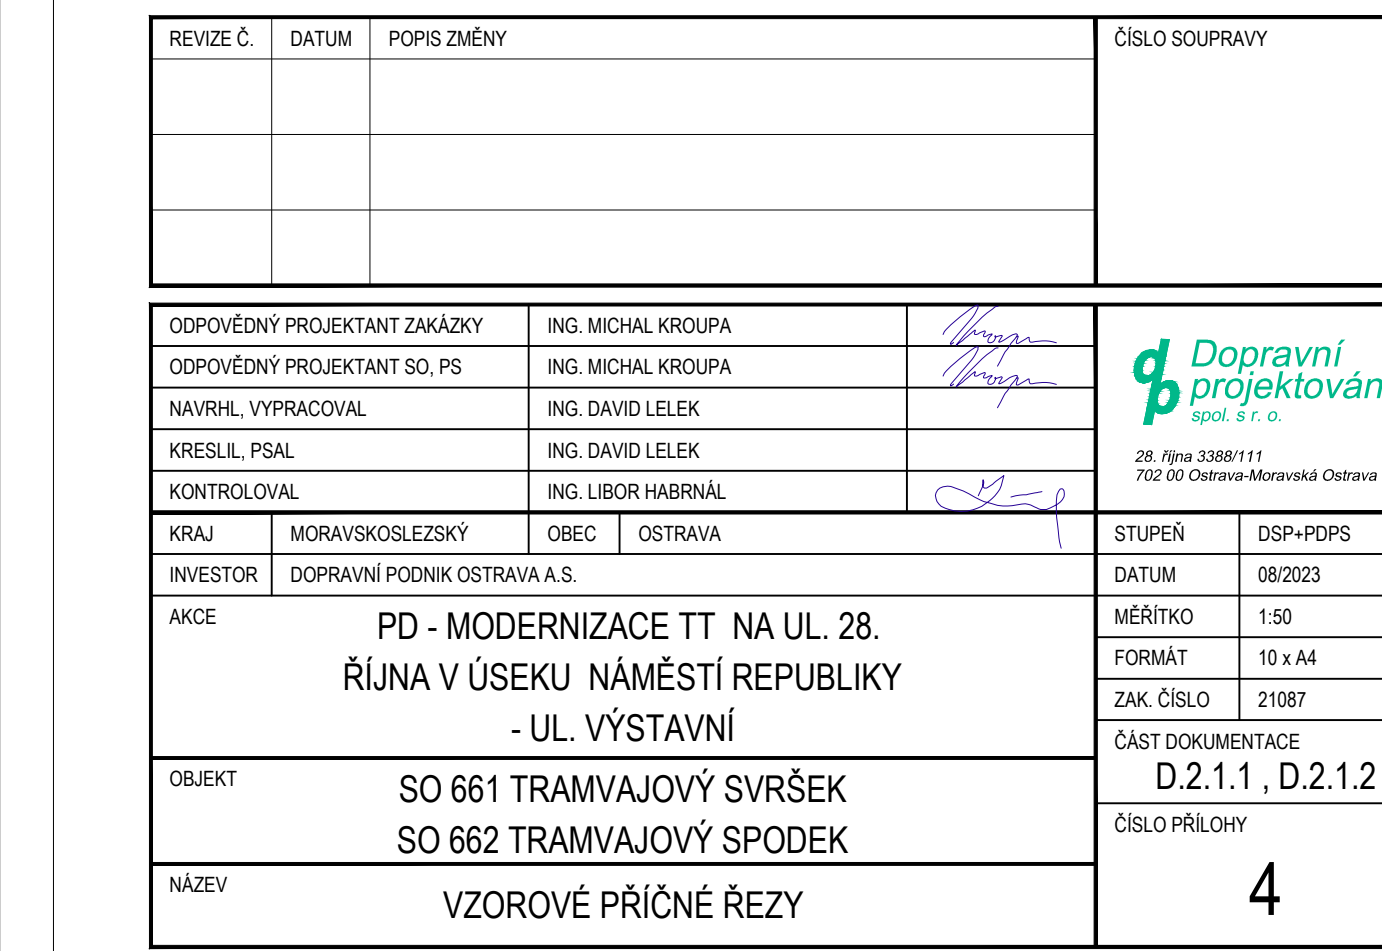 REVIZE Č. DATUM POPIS ZMĚNY ČÍSLO SOUPRAVY
ODPOVĚDNÝ PROJEKTANT ZAKÁZKY ING. MICHAL KROUPA
ODPOVĚDNÝ PROJEKTANT SO, PS ING. MICHAL KROUPA
NAVRHL, VYPRACOVAL ING. DAVID LELEK
KRESLIL, PSAL ING. DAVID LELEK
KONTROLOVAL ING. LIBOR HABRNÁL
Dopravní
projektován
spol. s r. o.
28. října 3388/111
702 00 Ostrava-Moravská Ostrava
KRAJ MORAVSKOSLEZSKÝ OBEC OSTRAVA
INVESTOR DOPRAVNÍ PODNIK OSTRAVA A.S.
AKCE PD - MODERNIZACE TT NA UL. 28.
ŘÍJNA V ÚSEKU NÁMĚSTÍ REPUBLIKY
- UL. VÝSTAVNÍ
OBJEKT SO 661 TRAMVAJOVÝ SVRŠEK
SO 662 TRAMVAJOVÝ SPODEK
NÁZEV VZOROVÉ PŘÍČNÉ ŘEZY
STUPEŇ DSP+PDPS
DATUM 08/2023
MĚŘÍTKO 1:50
FORMÁT 10 x A4
ZAK. ČÍSLO 21087
ČÁST DOKUMENTACE
D.2.1.1 , D.2.1.2
ČÍSLO PŘÍLOHY
4